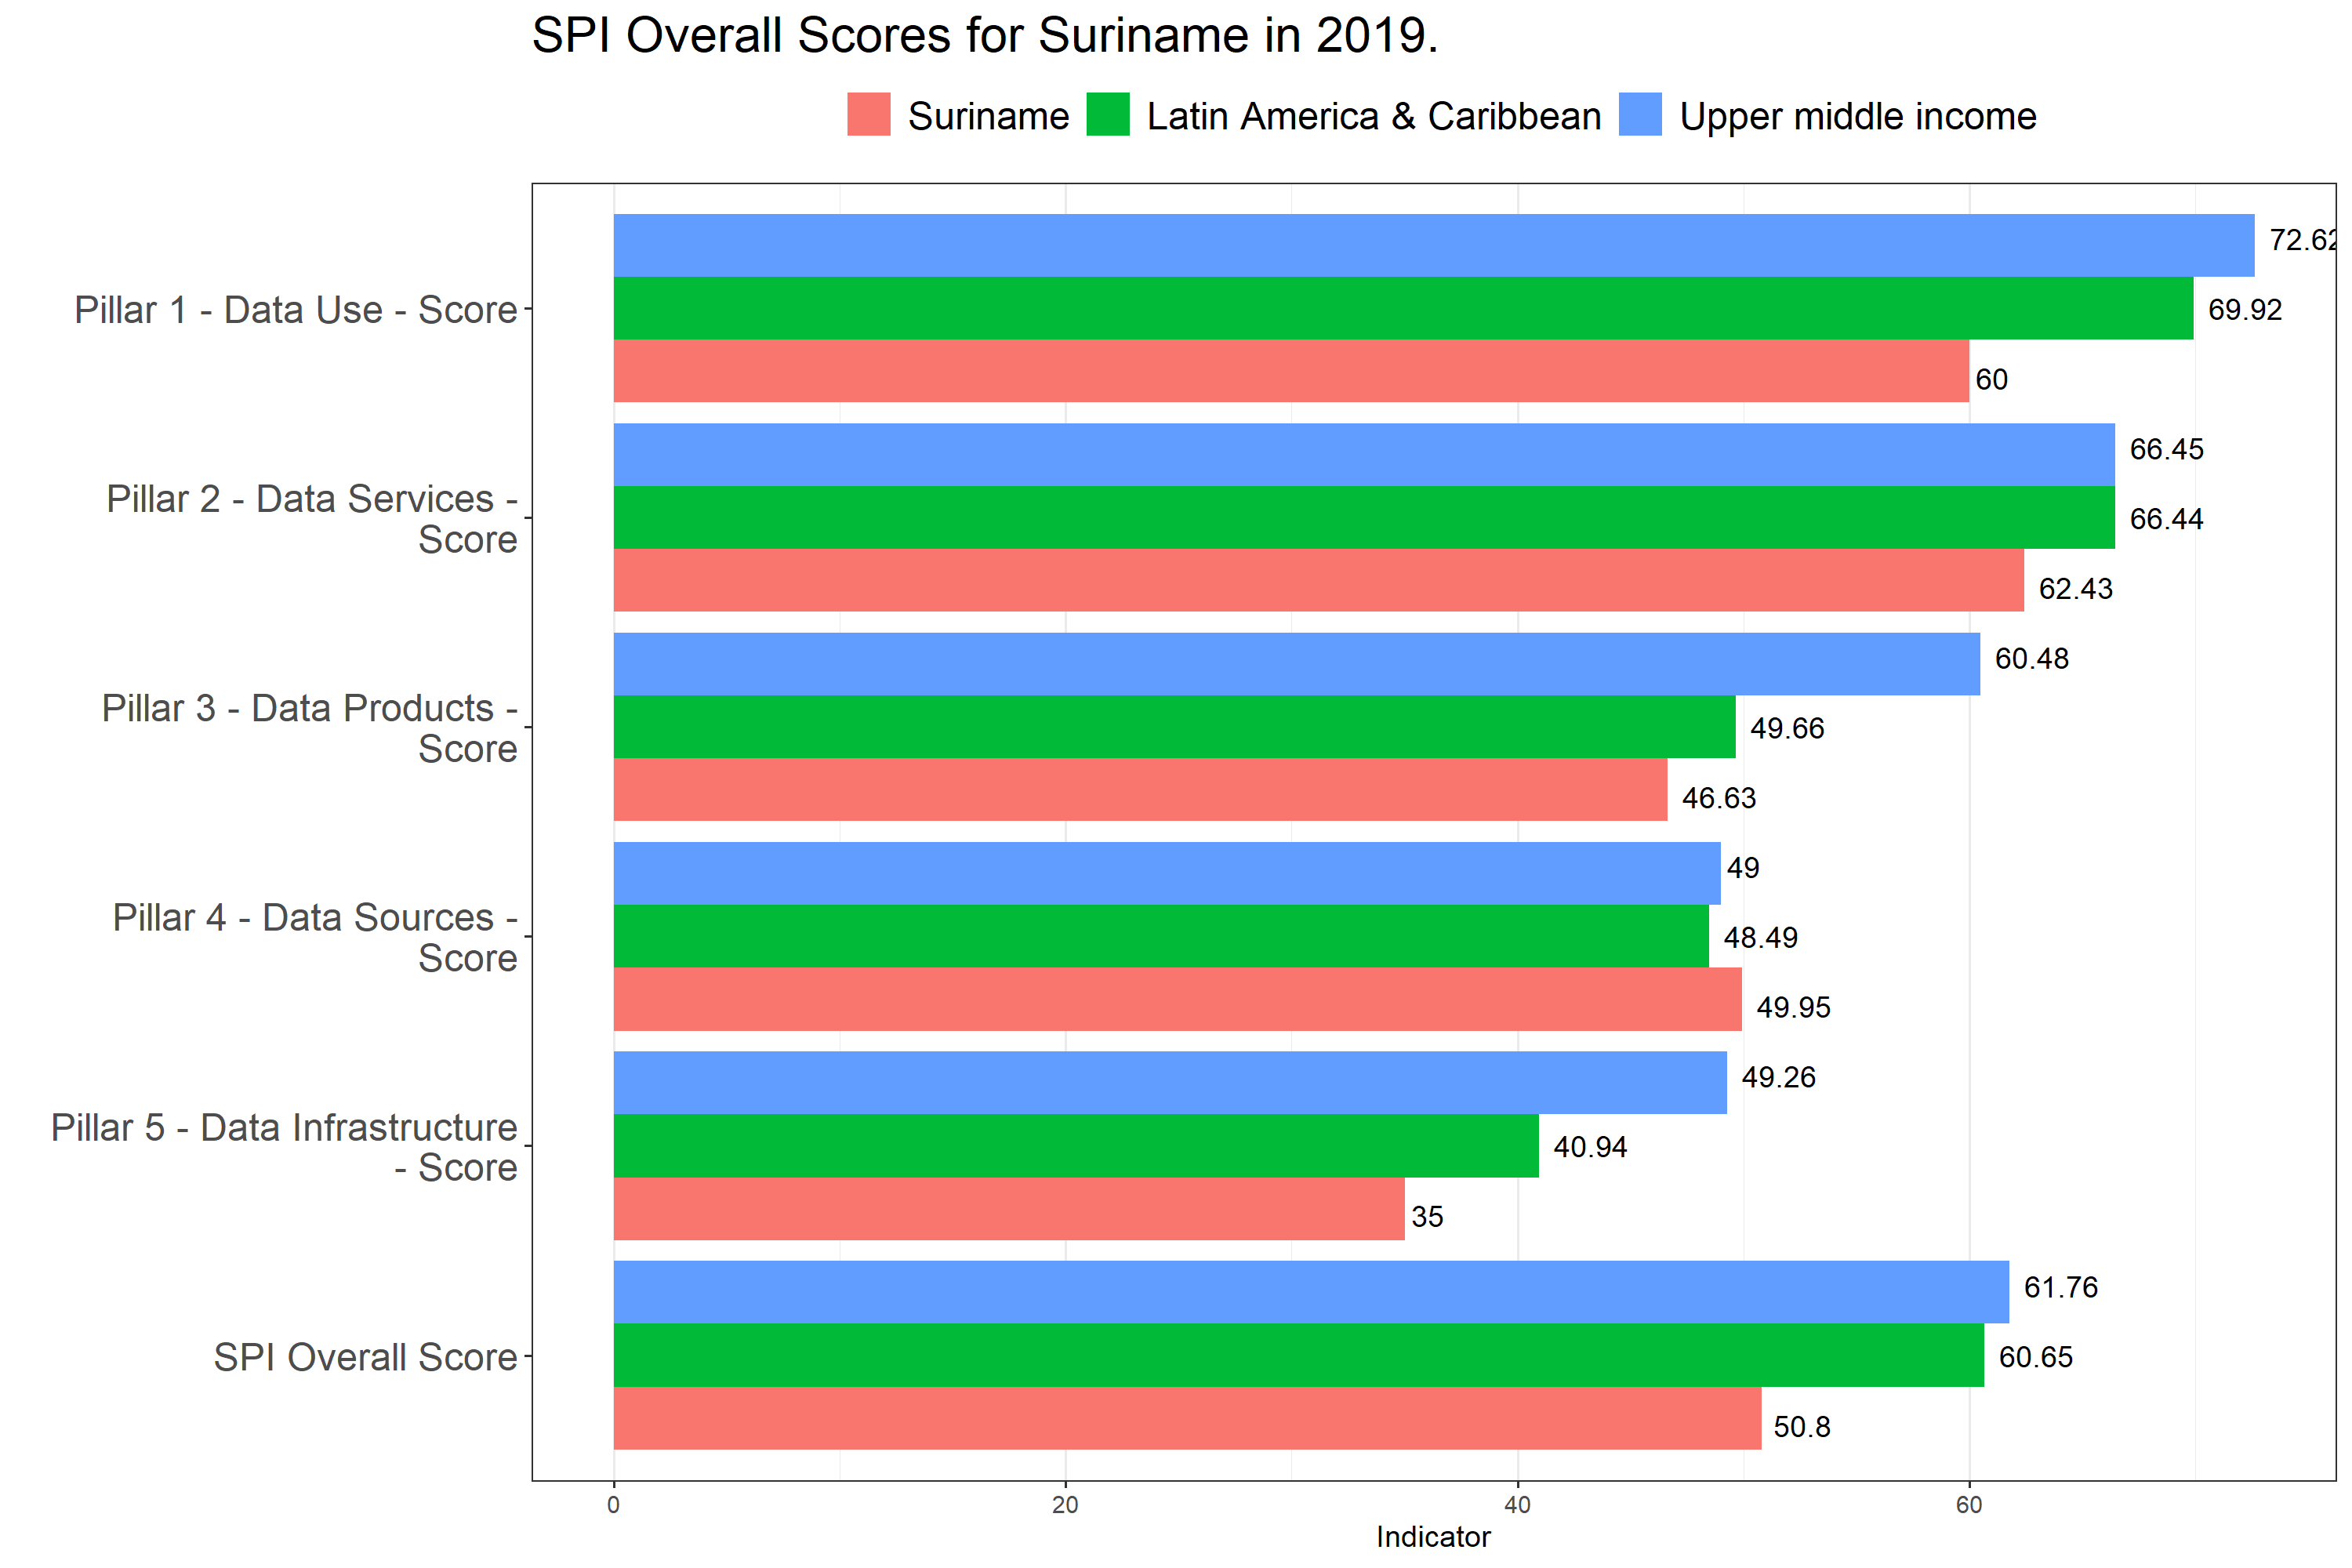 SPI Overall Scores for Suriname in 2019.
Suriname Latin America & Caribbean Upper middle income
Pillar 1 - Data Use - Score
72.62
69.92
60
Pillar 2 - Data Services -
Score
66.45
66.44
62.43
Pillar 3 - Data Products -
Score
60.48
49.66
46.63
Pillar 4 - Data Sources -
Score
49
48.49
49.95
Pillar 5 - Data Infrastructure
- Score
49.26
40.94
35
SPI Overall Score
61.76
60.65
50.8
0 20 40 60
Indicator